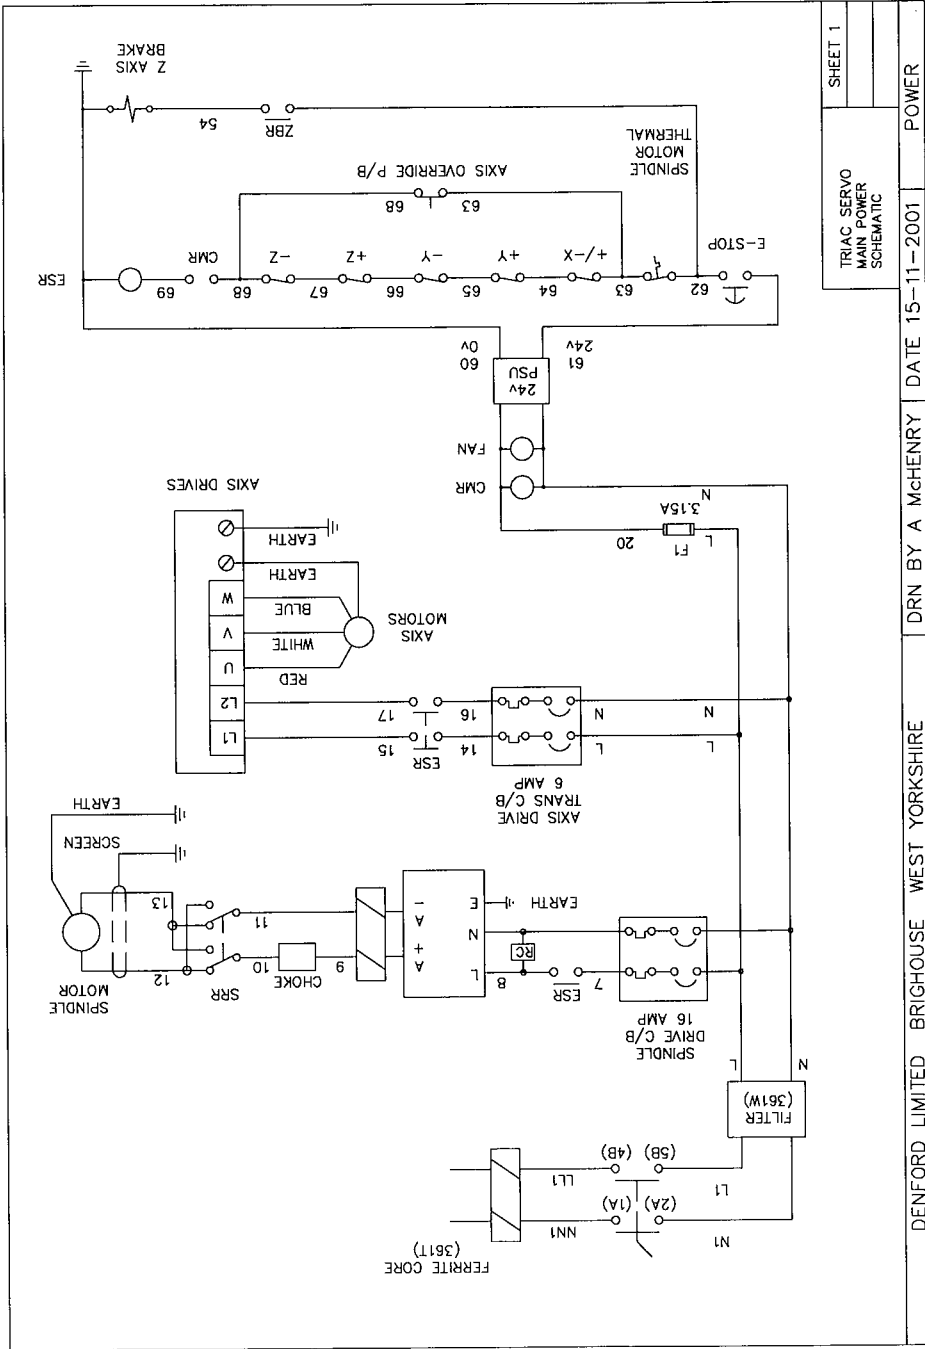 Z AXIS
BRAKE
54
ZBR
SPINDLE
MOTOR
THERMAL
AXIS OVERRIDE P/B
68
63
ESR
69
CMR
68
-Z
67
+Z
66
-Y
65
+Y
64
+/-X
63
62
E-STOP
60
0v
61
24v
24v
PSU
FAN
CMR
N
3.15A
F1
20
L
AXIS DRIVES
EARTH
EARTH
W
BLUE
V
WHITE
U
RED
L2
L1
AXIS
MOTORS
17
16
N
N
15
14
L
L
ESR
AXIS DRIVE
TRANS C/B
6 AMP
EARTH
SCREEN
SPINDLE
MOTOR
13
12
11
10
SRR
CHOKE
9
A
-
A
+
E
N
L
EARTH
RC
8
ESR
7
SPINDLE
DRIVE C/B
16 AMP
L
N
FILTER
(361W)
LL1
(4B)
(5B)
L1
NN1
(1A)
(2A)
N1
FERRITE CORE
(361T)
TRIAC SERVO
MAIN POWER
SCHEMATIC
SHEET 1
DENFORD LIMITED BRIGHOUSE WEST YORKSHIRE
DRN BY A McHENRY
DATE 15-11-2001
POWER